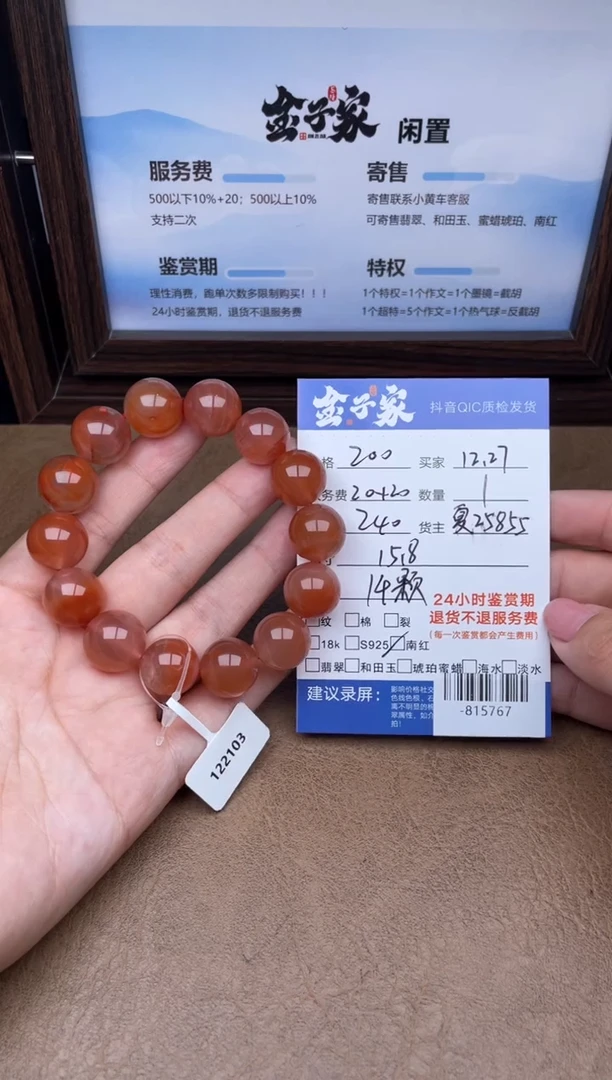 金子家 闲置
服务费
500以下10%+20；500以上10%
支持二次
寄售
寄售联系小黄车客服
可寄售翡翠、和田玉、蜜蜡琥珀、南红
鉴赏期
理性消费，跑单次数多限制购买！！！
24小时鉴赏期，退货不退服务费
特权
1个特权=1个作文=1个墨镜=截胡
1个超特=5个作文=1个热气球=反截胡
金子家 抖音QIC质检发货
格 200 买家 12.27
务费 20+20 数量 1
240 货主 夏25855
15.8
14颗
24小时鉴赏期
退货不退服务费
(每一次鉴赏都会产生费用)
纹 棉 裂
18k S925 南红
翡翠 和田玉 琥珀蜜蜡 海水 淡水
建议录屏：
-815767
122103